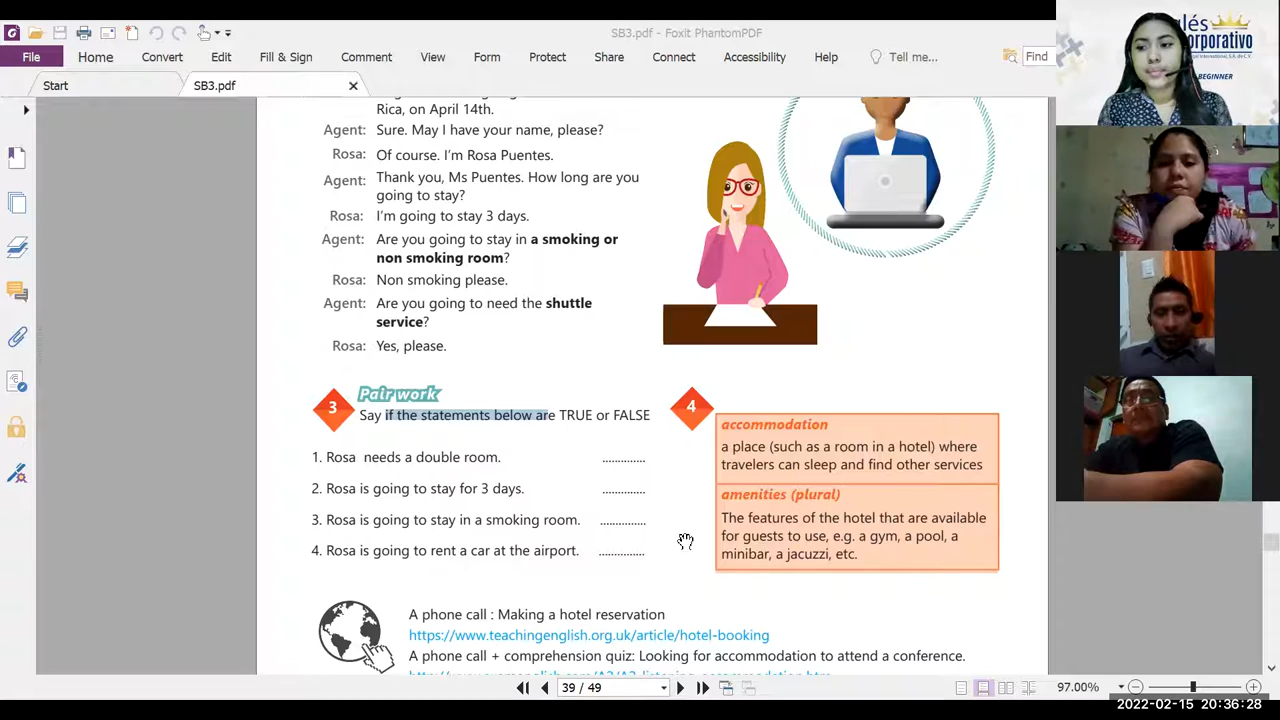 SB3.pdf - Foxit PhantomPDF
File Home Convert Edit Fill & Sign Comment View Form Protect Share Connect Accessibility Help Tell me... Find
Start SB3.pdf
Rica, on April 14th.
Agent: Sure. May I have your name, please?
Rosa: Of course. I'm Rosa Puentes.
Agent: Thank you, Ms Puentes. How long are you
going to stay?
Rosa: I'm going to stay 3 days.
Agent: Are you going to stay in a smoking or
non smoking room?
Rosa: Non smoking please.
Agent: Are you going to need the shuttle
service?
Rosa: Yes, please.
3
Pair work
Say if the statements below are TRUE or FALSE
1. Rosa  needs a double room. .............
2. Rosa is going to stay for 3 days. .............
3. Rosa is going to stay in a smoking room. ..............
4. Rosa is going to rent a car at the airport. ..............
4
accommodation
a place (such as a room in a hotel) where
travelers can sleep and find other services
amenities (plural)
The features of the hotel that are available
for guests to use, e.g. a gym, a pool, a
minibar, a jacuzzi, etc.
A phone call : Making a hotel reservation
https://www.teachingenglish.org.uk/article/hotel-booking
A phone call + comprehension quiz: Looking for accommodation to attend a conference.
39 / 49
97.00%
2022-02-15 20:36:28
glés
orporativo
BEGINNER